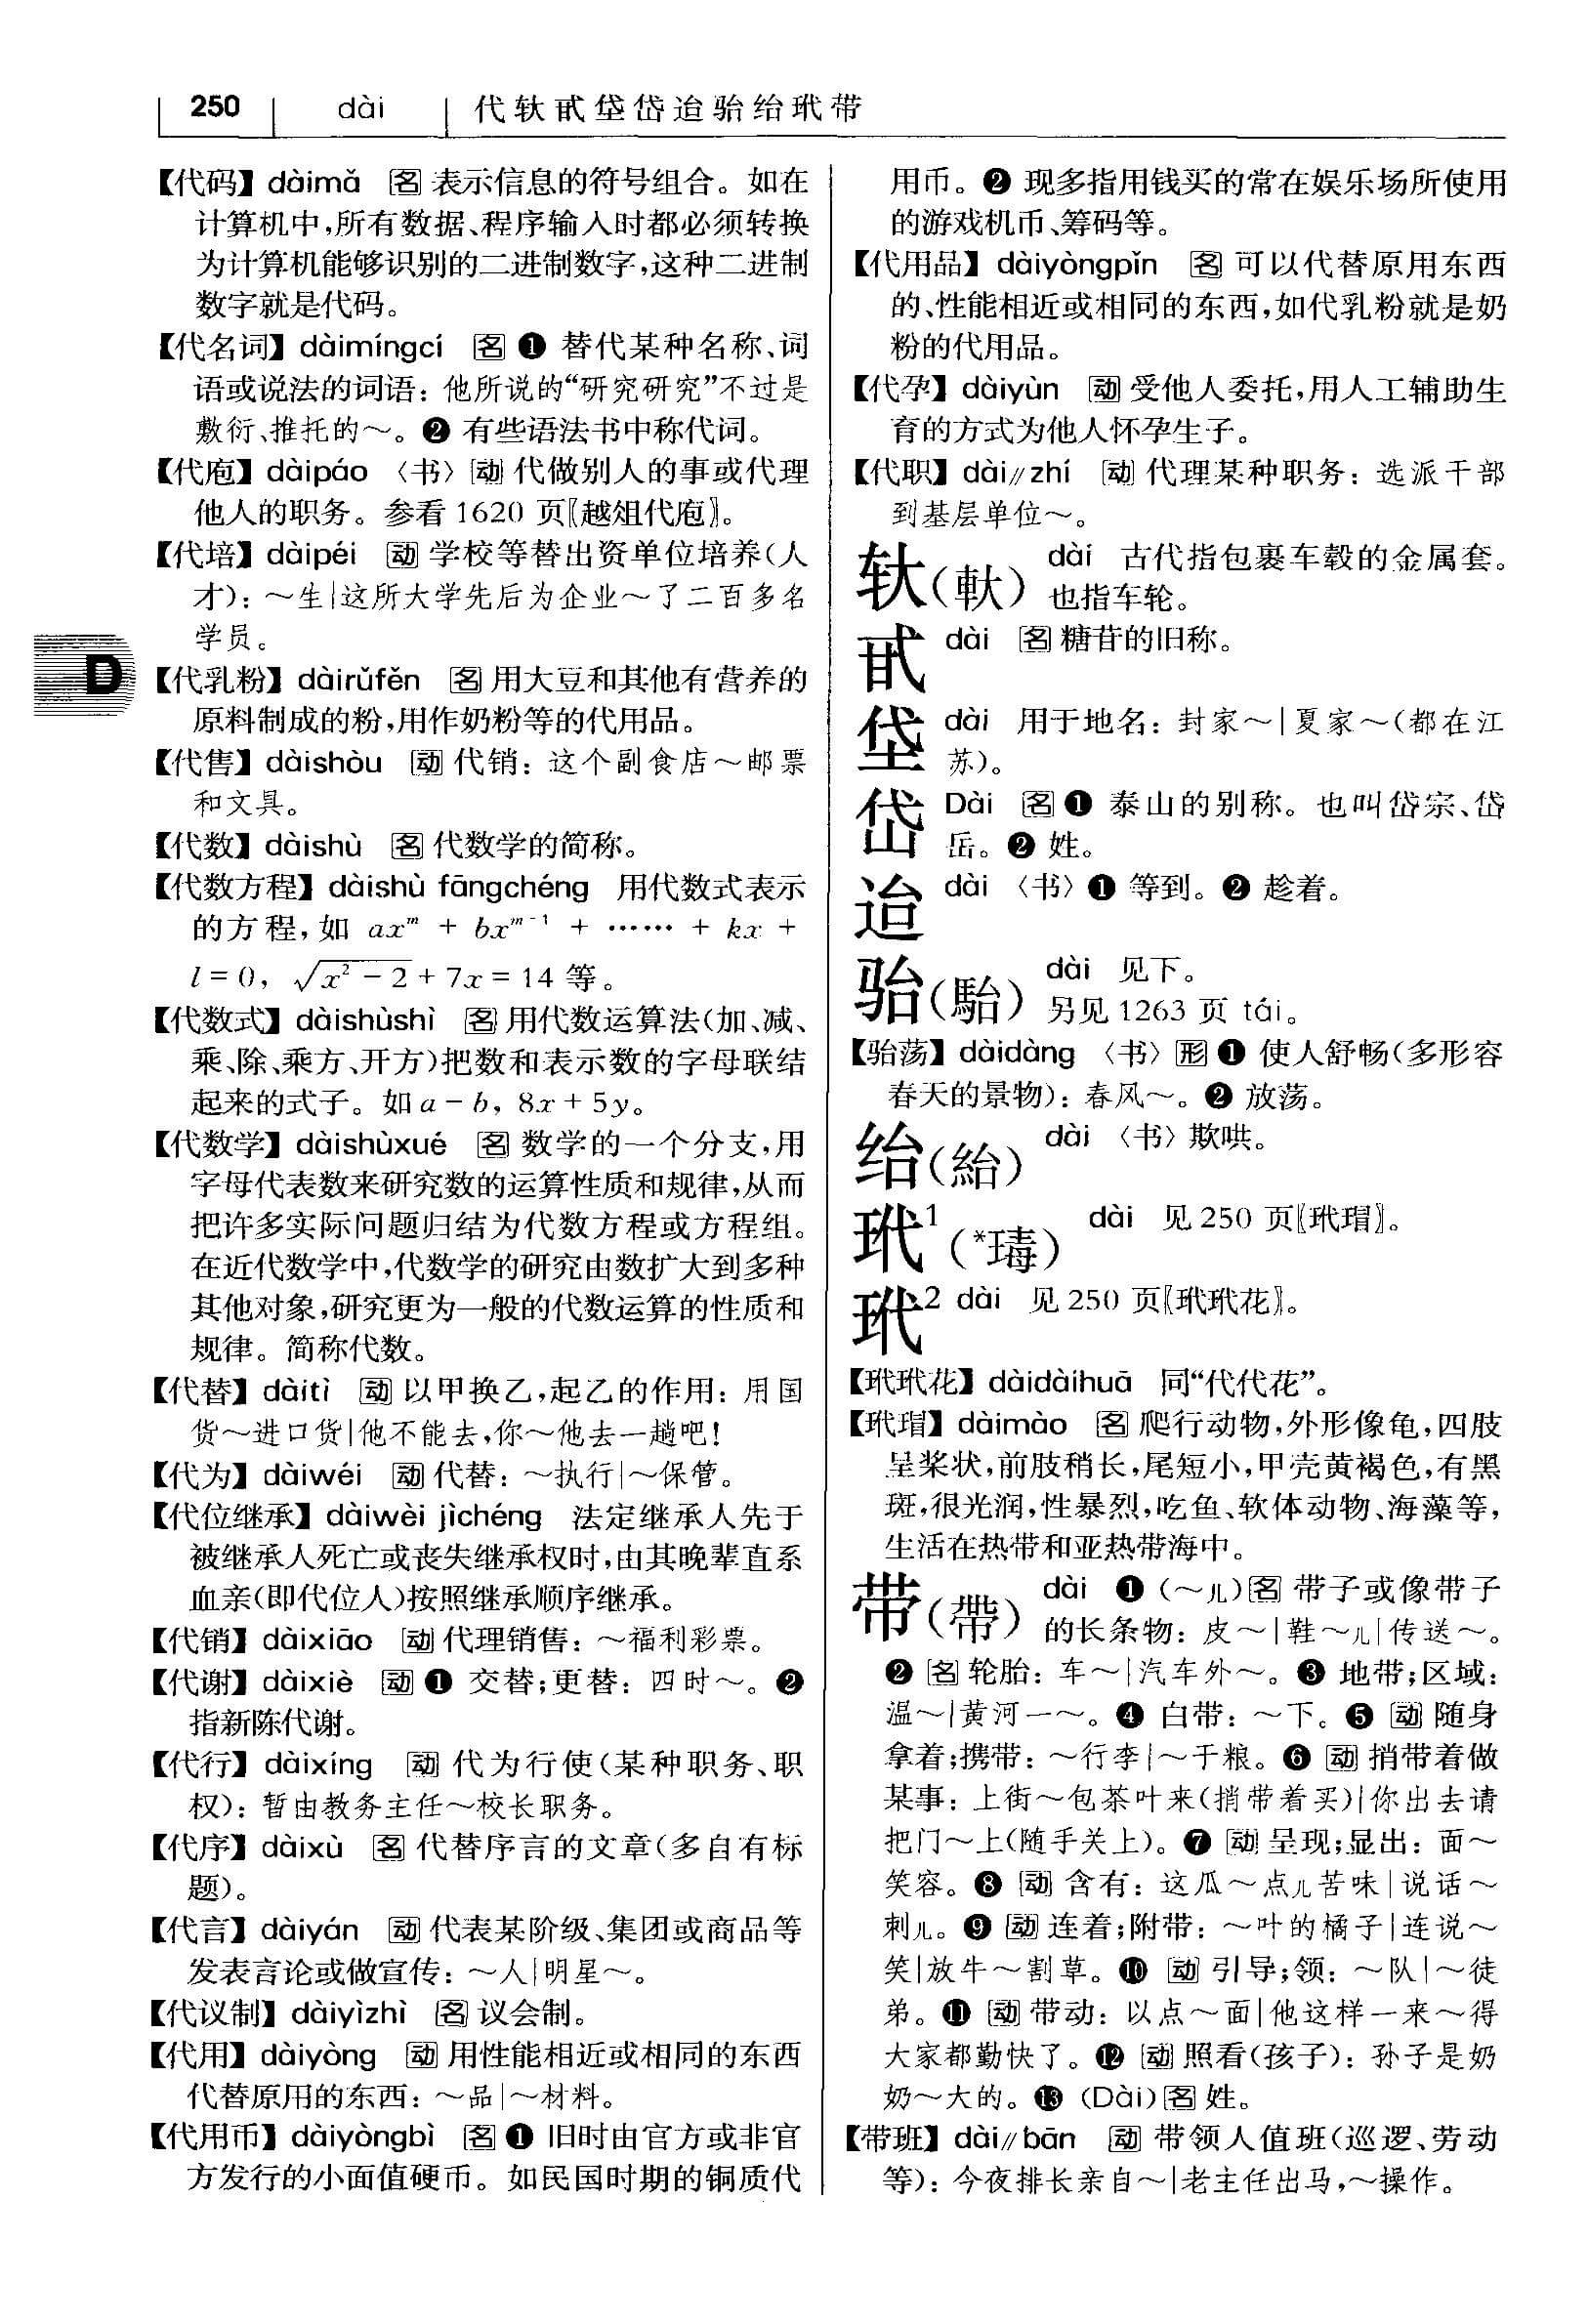 250 dài 代轪甙垈岱迨骀绐玳带
【代码】dàimǎ 名 表示信息的符号组合。如在
计算机中,所有数据、程序输入时都必须转换
为计算机能够识别的二进制数字,这种二进制
数字就是代码。
【代名词】dàimíngcí 名 ❶ 替代某种名称、词
语或说法的词语：他所说的“研究研究”不过是
敷衍、推托的～。❷ 有些语法书中称代词。
【代庖】dàipáo 〈书〉动 代做别人的事或代理
他人的职务。参看 1620 页〖越俎代庖〗。
【代培】dàipéi 动 学校等替出资单位培养(人
才)：～生|这所大学先后为企业～了二百多名
学员。
D
【代乳粉】dàirǔfěn 名 用大豆和其他有营养的
原料制成的粉,用作奶粉等的代用品。
【代售】dàishòu 动 代销：这个副食店～邮票
和文具。
【代数】dàishù 名 代数学的简称。
【代数方程】dàishù fāngchéng 用代数式表示
的方程,如 axᵐ + bxᵐ⁻¹ + …… + kx +
l = 0, √(x² − 2) + 7x = 14 等。
【代数式】dàishùshì 名 用代数运算法(加、减、
乘、除、乘方、开方)把数和表示数的字母联结
起来的式子。如 a − b, 8x + 5y。
【代数学】dàishùxué 名 数学的一个分支,用
字母代表数来研究数的运算性质和规律,从而
把许多实际问题归结为代数方程或方程组。
在近代数学中,代数学的研究由数扩大到多种
其他对象,研究更为一般的代数运算的性质和
规律。简称代数。
【代替】dàitì 动 以甲换乙,起乙的作用：用国
货～进口货|他不能去,你～他去一趟吧!
【代为】dàiwéi 动 代替：～执行|～保管。
【代位继承】dàiwèi jìchéng 法定继承人先于
被继承人死亡或丧失继承权时,由其晚辈直系
血亲(即代位人)按照继承顺序继承。
【代销】dàixiāo 动 代理销售：～福利彩票。
【代谢】dàixiè 动 ❶ 交替;更替：四时～。❷
指新陈代谢。
【代行】dàixíng 动 代为行使(某种职务、职
权)：暂由教务主任～校长职务。
【代序】dàixù 名 代替序言的文章(多自有标
题)。
【代言】dàiyán 动 代表某阶级、集团或商品等
发表言论或做宣传：～人|明星～。
【代议制】dàiyìzhì 名 议会制。
【代用】dàiyòng 动 用性能相近或相同的东西
代替原用的东西：～品|～材料。
【代用币】dàiyòngbì 名 ❶ 旧时由官方或非官
方发行的小面值硬币。如民国时期的铜质代
用币。❷ 现多指用钱买的常在娱乐场所使用
的游戏机币、筹码等。
【代用品】dàiyòngpǐn 名 可以代替原用东西
的、性能相近或相同的东西,如代乳粉就是奶
粉的代用品。
【代孕】dàiyùn 动 受他人委托,用人工辅助生
育的方式为他人怀孕生子。
【代职】dài∥zhí 动 代理某种职务：选派干部
到基层单位～。
轪(軑) dài 古代指包裹车毂的金属套。
也指车轮。
甙 dài 名 糖苷的旧称。
垈 dài 用于地名：封家～|夏家～(都在江
苏)。
岱 Dài 名 ❶ 泰山的别称。也叫岱宗、岱
岳。❷ 姓。
迨 dài 〈书〉❶ 等到。❷ 趁着。
骀(駘) dài 见下。
另见 1263 页 tái。
【骀荡】dàidàng 〈书〉形 ❶ 使人舒畅(多形容
春天的景物)：春风～。❷ 放荡。
绐(紿) dài 〈书〉欺哄。
玳¹(*瑇) dài 见 250 页〖玳瑁〗。
玳² dài 见 250 页〖玳玳花〗。
【玳玳花】dàidàihuā 同“代代花”。
【玳瑁】dàimào 名 爬行动物,外形像龟,四肢
呈桨状,前肢稍长,尾短小,甲壳黄褐色,有黑
斑,很光润,性暴烈,吃鱼、软体动物、海藻等,
生活在热带和亚热带海中。
带(帶) dài ❶ (～儿)名 带子或像带子
的长条物：皮～|鞋～儿|传送～。
❷ 名 轮胎：车～|汽车外～。❸ 地带;区域：
温～|黄河一～。❹ 白带：～下。❺ 动 随身
拿着;携带：～行李|～干粮。❻ 动 捎带着做
某事：上街～包茶叶来(捎带着买)|你出去请
把门～上(随手关上)。❼ 动 呈现;显出：面～
笑容。❽ 动 含有：这瓜～点儿苦味|说话～
刺儿。❾ 动 连着;附带：～叶的橘子|连说～
笑|放牛～割草。❿ 动 引导;领：～队|～徒
弟。⓫ 动 带动：以点～面|他这样一来～得
大家都勤快了。⓬ 动 照看(孩子)：孙子是奶
奶～大的。⓭ (Dài)名 姓。
【带班】dài∥bān 动 带领人值班(巡逻、劳动
等)：今夜排长亲自～|老主任出马,～操作。